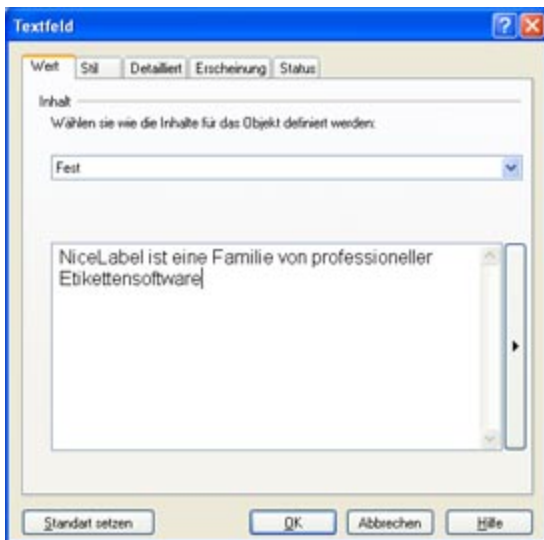 Textfeld
Wert Stil Detailliert Erscheinung Status
Inhalt
Wählen sie wie die Inhalte für das Objekt definiert werden:
Fest
NiceLabel ist eine Familie von professioneller
Etikettensoftware
Standart setzen OK Abbrechen Hilfe